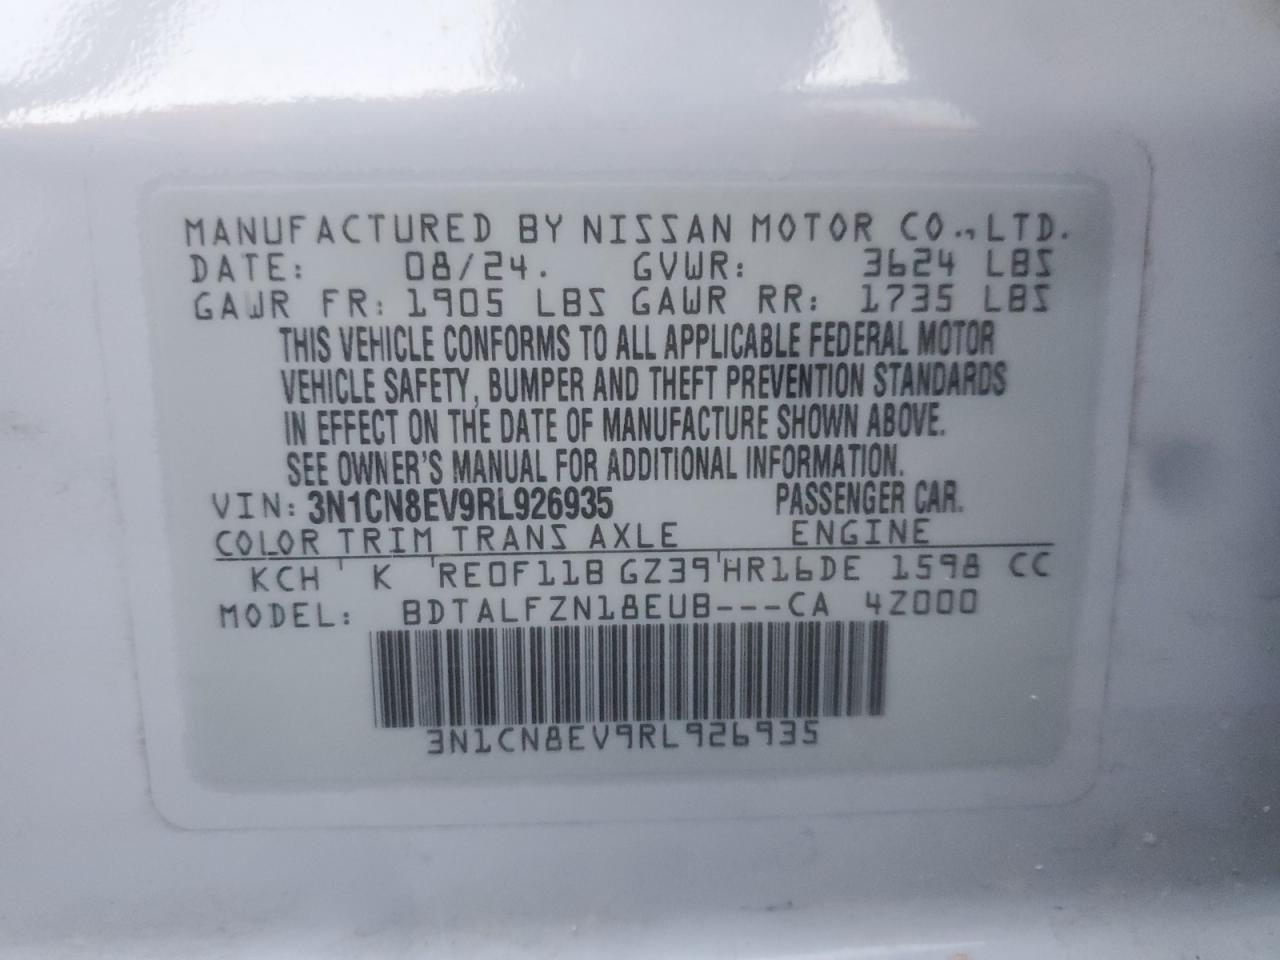 MANUFACTURED BY NISSAN MOTOR CO., LTD.
DATE: 08/24. GVWR: 3624 LBS
GAWR FR: 1905 LBS GAWR RR: 1735 LBS
THIS VEHICLE CONFORMS TO ALL APPLICABLE FEDERAL MOTOR
VEHICLE SAFETY, BUMPER AND THEFT PREVENTION STANDARDS
IN EFFECT ON THE DATE OF MANUFACTURE SHOWN ABOVE.
SEE OWNER'S MANUAL FOR ADDITIONAL INFORMATION.
VIN: 3N1CN8EV9RL926935 PASSENGER CAR.
COLOR TRIM TRANS AXLE ENGINE
KCH K RE0F11B GZ39 HR16DE 1598 CC
MODEL: BDTALFZN18EUB---CA 4Z000
3N1CN8EV9RL926935